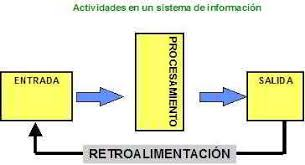 Actividades en un sistema de información
ENTRADA
PROCESAMIENTO
SALIDA
RETROALIMENTACIÓN